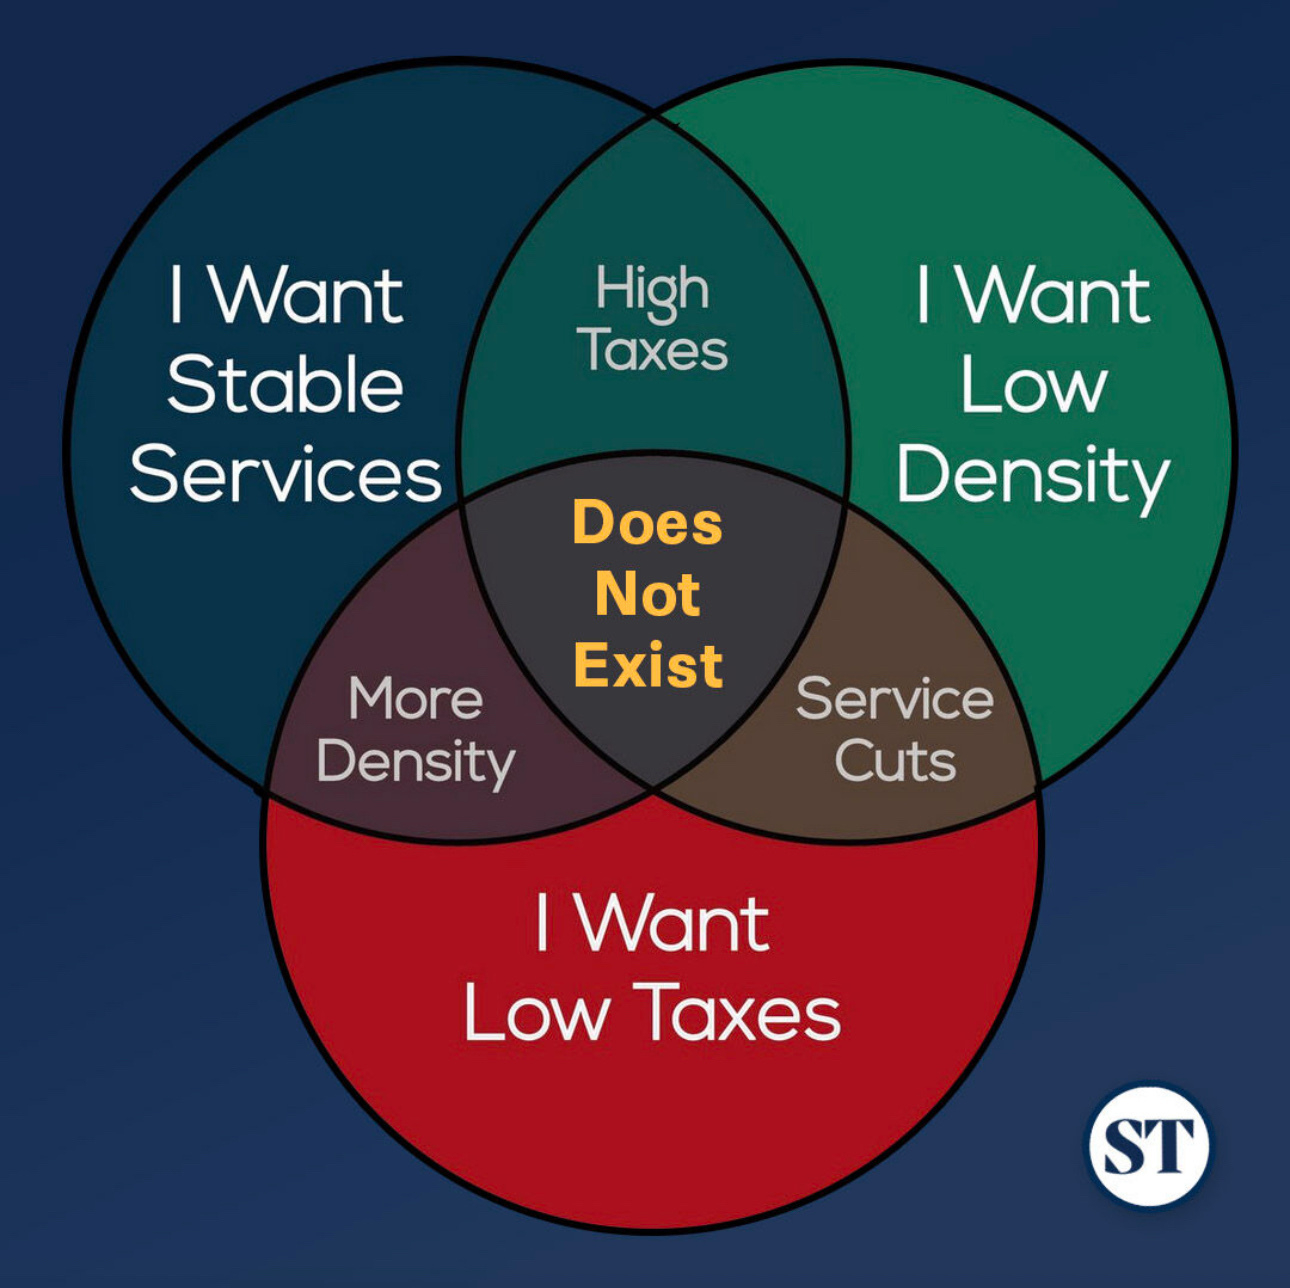 I Want
Stable
Services
High
Taxes
I Want
Low
Density
Does
Not
Exist
More
Density
Service
Cuts
I Want
Low Taxes
ST